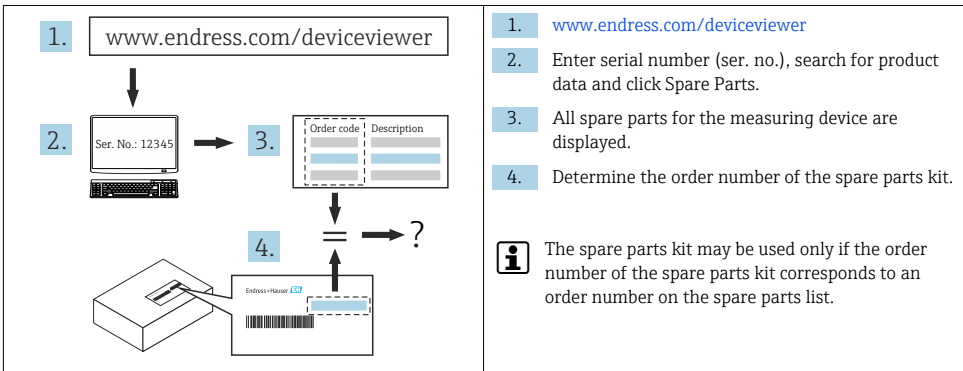 1.
www.endress.com/deviceviewer
2.
Ser. No.: 12345
3.
Order code Description
4.
?
Endress+Hauser EH
1. www.endress.com/deviceviewer
2. Enter serial number (ser. no.), search for product
data and click Spare Parts.
3. All spare parts for the measuring device are
displayed.
4. Determine the order number of the spare parts kit.
i The spare parts kit may be used only if the order
number of the spare parts kit corresponds to an
order number on the spare parts list.